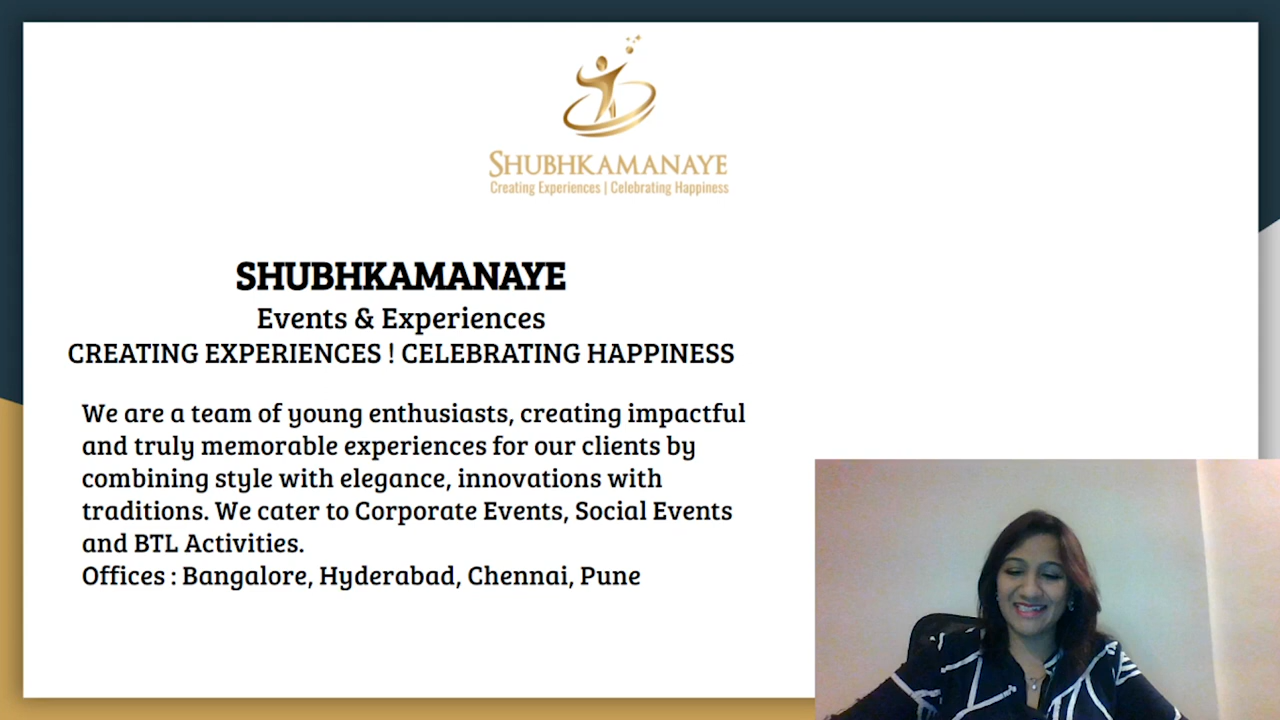 SHUBHKAMANAYE
Creating Experiences | Celebrating Happiness
SHUBHKAMANAYE
Events & Experiences
CREATING EXPERIENCES ! CELEBRATING HAPPINESS
We are a team of young enthusiasts, creating impactful
and truly memorable experiences for our clients by
combining style with elegance, innovations with
traditions. We cater to Corporate Events, Social Events
and BTL Activities.
Offices : Bangalore, Hyderabad, Chennai, Pune